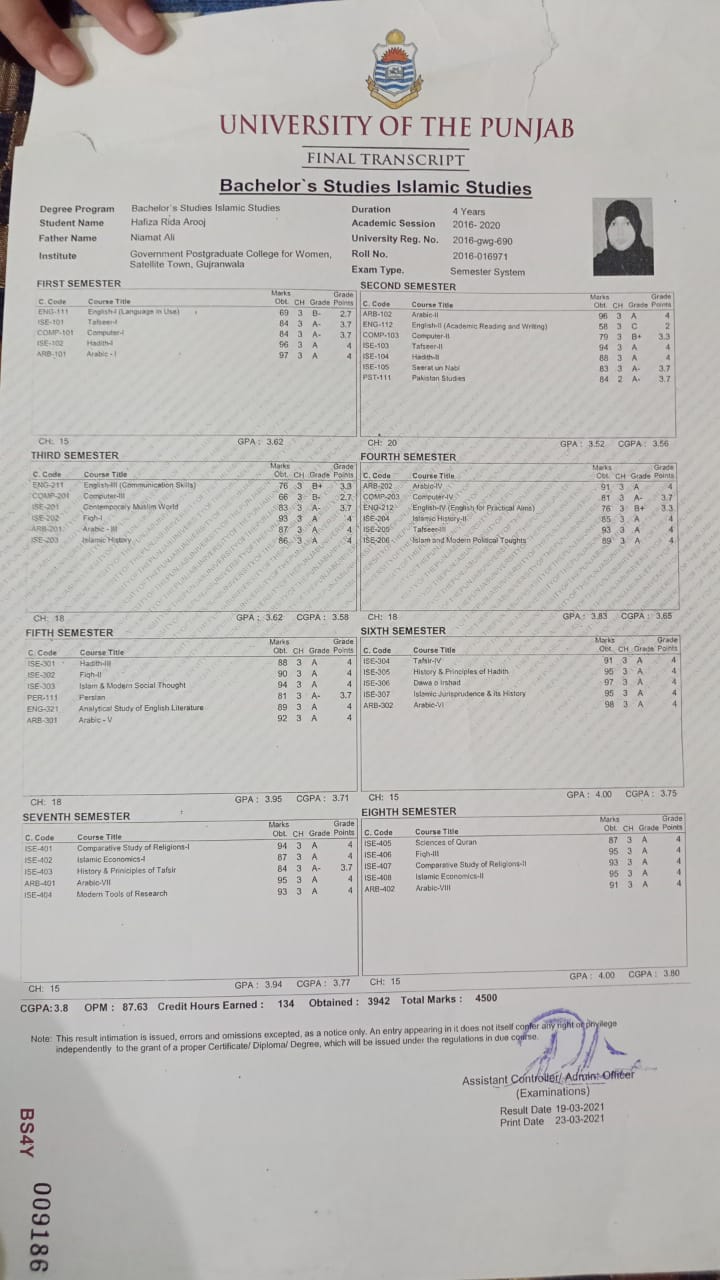 UNIVERSITY OF THE PUNJAB
FINAL TRANSCRIPT
Bachelor`s Studies Islamic Studies
Degree Program Bachelor`s Studies Islamic Studies Duration 4 Years
Student Name Hafiza Rida Arooj Academic Session 2016- 2020
Father Name Niamat Ali University Reg. No. 2016-gwg-690
Institute Government Postgraduate College for Women, Roll No. 2016-016971
Satellite Town, Gujranwala Exam Type. Semester System
FIRST SEMESTER
C. Code Course Title Marks Obt. CH Grade Grade Points
ENG-111 English-I (Language in Use) 69 3 B- 2.7
ISE-101 Tafseer-I 84 3 A- 3.7
COMP-101 Computer-I 84 3 A- 3.7
ISE-102 Hadith-I 96 3 A 4
ARB-101 Arabic - I 97 3 A 4
CH: 15 GPA : 3.62
SECOND SEMESTER
C. Code Course Title Marks Obt. CH Grade Grade Points
ARB-102 Arabic-II 96 3 A 4
ENG-112 English-II (Academic Reading and Writing) 58 3 C 2
COMP-103 Computer-II 79 3 B+ 3.3
ISE-103 Tafseer-II 94 3 A 4
ISE-104 Hadith-II 88 3 A 4
ISE-105 Seerat un Nabi 83 3 A- 3.7
PST-111 Pakistan Studies 84 2 A- 3.7
CH: 20 GPA : 3.52 CGPA : 3.56
THIRD SEMESTER
C. Code Course Title Marks Obt. CH Grade Grade Points
ENG-211 English-III (Communication Skills) 76 3 B+ 3.3
COMP-201 Computer-III 66 3 B- 2.7
ISE-201 Contemporary Muslim World 83 3 A- 3.7
ISE-202 Fiqh-I 93 3 A 4
ARB-201 Arabic - III 87 3 A 4
ISE-203 Islamic History 86 3 A 4
CH: 18 GPA : 3.62 CGPA : 3.58
FOURTH SEMESTER
C. Code Course Title Marks Obt. CH Grade Grade Points
ARB-202 Arabic-IV 91 3 A 4
COMP-203 Computer-IV 81 3 A- 3.7
ENG-212 English-IV (English for Practical Aims) 76 3 B+ 3.3
ISE-204 Islamic History-II 85 3 A 4
ISE-205 Tafseer-III 93 3 A 4
ISE-206 Islam and Modern Political Toughts 89 3 A 4
CH: 18 GPA : 3.83 CGPA : 3.65
FIFTH SEMESTER
C. Code Course Title Marks Obt. CH Grade Grade Points
ISE-301 Hadith-III 88 3 A 4
ISE-302 Fiqh-II 90 3 A 4
ISE-303 Islam & Modern Social Thought 94 3 A 4
PER-111 Persian 81 3 A- 3.7
ENG-321 Analytical Study of English Literature 89 3 A 4
ARB-301 Arabic - V 92 3 A 4
CH: 18 GPA : 3.95 CGPA : 3.71
SIXTH SEMESTER
C. Code Course Title Marks Obt. CH Grade Grade Points
ISE-304 Tafsir-IV 91 3 A 4
ISE-305 History & Principles of Hadith 95 3 A 4
ISE-306 Dawa o Irshad 97 3 A 4
ISE-307 Islamic Jurisprudence & its History 95 3 A 4
ARB-302 Arabic-VI 98 3 A 4
CH: 15 GPA : 4.00 CGPA : 3.75
SEVENTH SEMESTER
C. Code Course Title Marks Obt. CH Grade Grade Points
ISE-401 Comparative Study of Religions-I 94 3 A 4
ISE-402 Islamic Economics-I 87 3 A 4
ISE-403 History & Priniciples of Tafsir 84 3 A- 3.7
ARB-401 Arabic-VII 95 3 A 4
ISE-404 Modern Tools of Research 93 3 A 4
CH: 15 GPA : 3.94 CGPA : 3.77
EIGHTH SEMESTER
C. Code Course Title Marks Obt. CH Grade Grade Points
ISE-405 Sciences of Quran 87 3 A 4
ISE-406 Fiqh-III 95 3 A 4
ISE-407 Comparative Study of Religions-II 93 3 A 4
ISE-408 Islamic Economics-II 95 3 A 4
ARB-402 Arabic-VIII 91 3 A 4
CH: 15 GPA : 4.00 CGPA : 3.80
CGPA:3.8 OPM : 87.63 Credit Hours Earned : 134 Obtained : 3942 Total Marks : 4500
Note: This result intimation is issued, errors and omissions excepted, as a notice only. An entry appearing in it does not itself confer any right or privilege
independently to the grant of a proper Certificate/ Diploma/ Degree, which will be issued under the regulations in due course.
Assistant Controller/ Admin: Officer
(Examinations)
Result Date 19-03-2021
Print Date 23-03-2021
BS4Y 009186